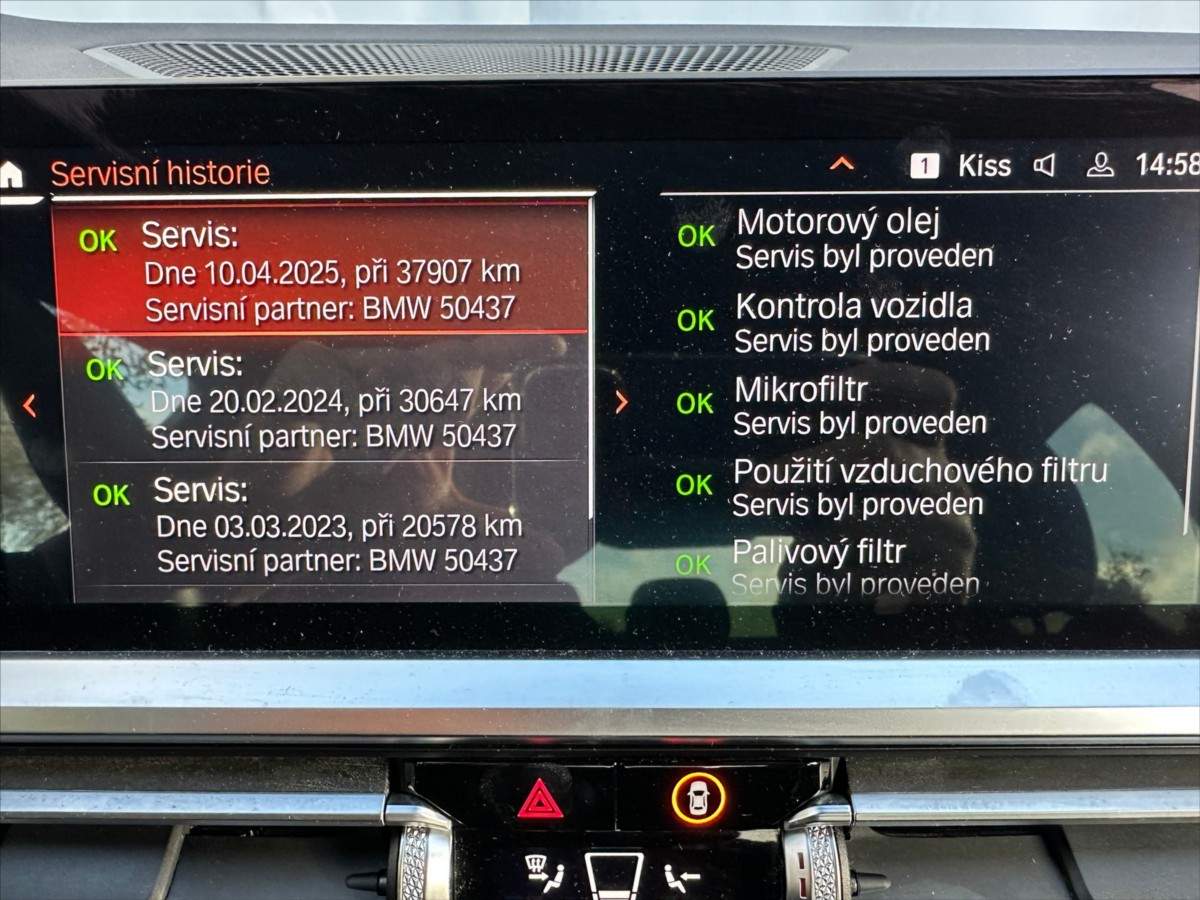 Servisní historie
1 Kiss 14:58
OK Servis:
Dne 10.04.2025, při 37907 km
Servisní partner: BMW 50437
OK Servis:
Dne 20.02.2024, při 30647 km
Servisní partner: BMW 50437
OK Servis:
Dne 03.03.2023, při 20578 km
Servisní partner: BMW 50437
OK Motorový olej
Servis byl proveden
OK Kontrola vozidla
Servis byl proveden
OK Mikrofiltr
Servis byl proveden
OK Použití vzduchového filtru
Servis byl proveden
OK Palivový filtr
Servis byl proveden